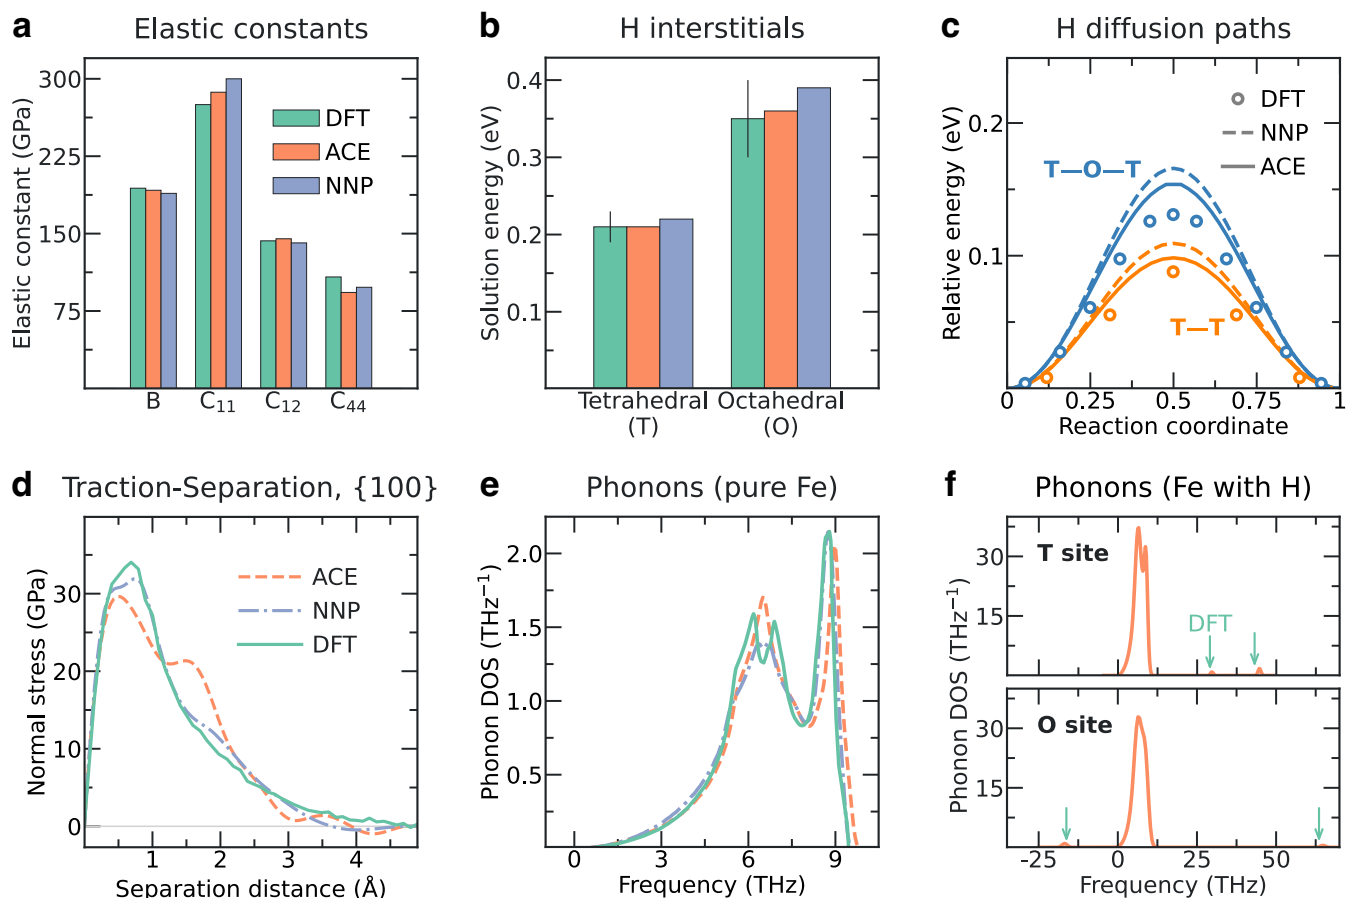 a Elastic constants
Elastic constant (GPa)
300
225
150
75
DFT
ACE
NNP
B C₁₁ C₁₂ C₄₄
b H interstitials
Solution energy (eV)
0.4
0.3
0.2
0.1
Tetrahedral Octahedral
(T) (O)
c H diffusion paths
Relative energy (eV)
0.2
0.1
DFT
NNP
ACE
T—O—T
T—T
0 0.25 0.5 0.75 1
Reaction coordinate
d Traction-Separation, {100}
Normal stress (GPa)
30
20
10
0
ACE
NNP
DFT
1 2 3 4
Separation distance (Å)
e Phonons (pure Fe)
Phonon DOS (THz⁻¹)
2.0
1.5
1.0
0.5
0 3 6 9
Frequency (THz)
f Phonons (Fe with H)
Phonon DOS (THz⁻¹)
T site
30
15
DFT
O site
30
15
-25 0 25 50
Frequency (THz)